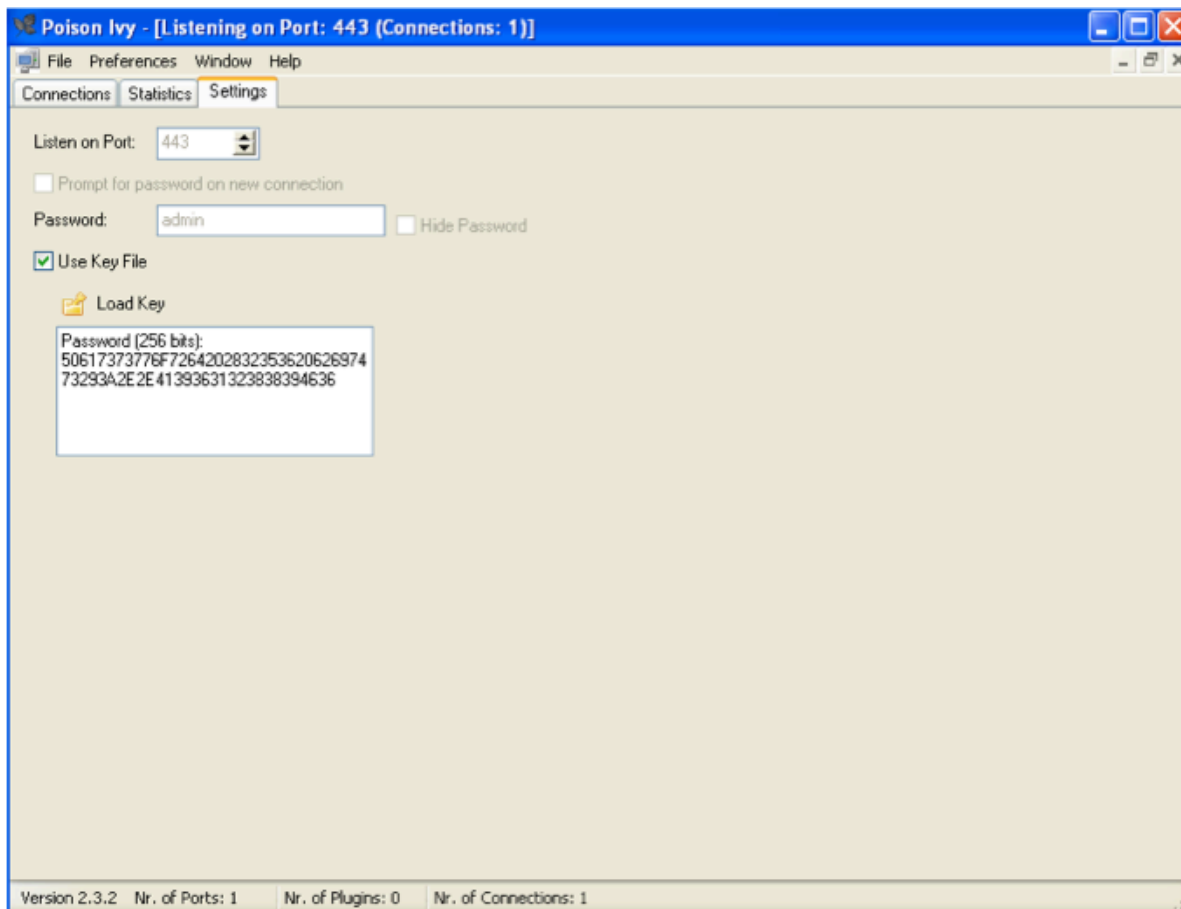 Poison Ivy - [Listening on Port: 443 (Connections: 1)]
File Preferences Window Help
Connections Statistics Settings
Listen on Port: 443
Prompt for password on new connection
Password: admin Hide Password
Use Key File
Load Key
Password (256 bits):
50617373776F7264202832353620626974
73293A2E2E41393631323838394636
Version 2.3.2 Nr. of Ports: 1 Nr. of Plugins: 0 Nr. of Connections: 1